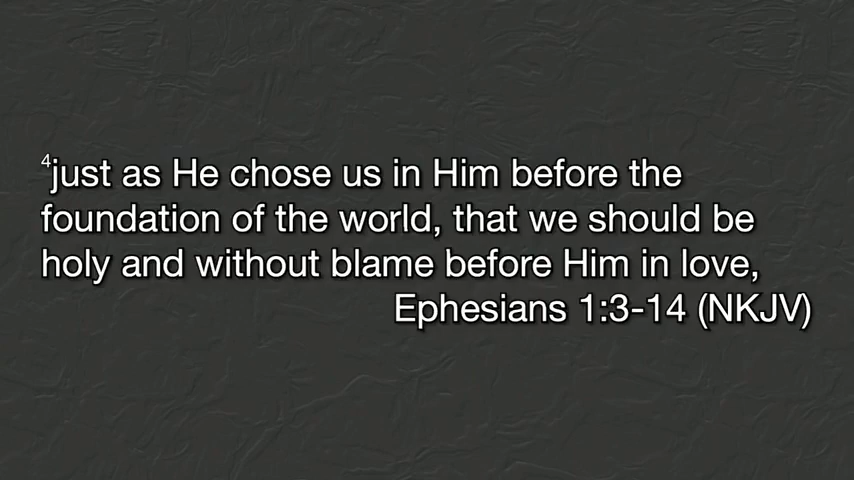 4just as He chose us in Him before the
foundation of the world, that we should be
holy and without blame before Him in love,
Ephesians 1:3-14 (NKJV)